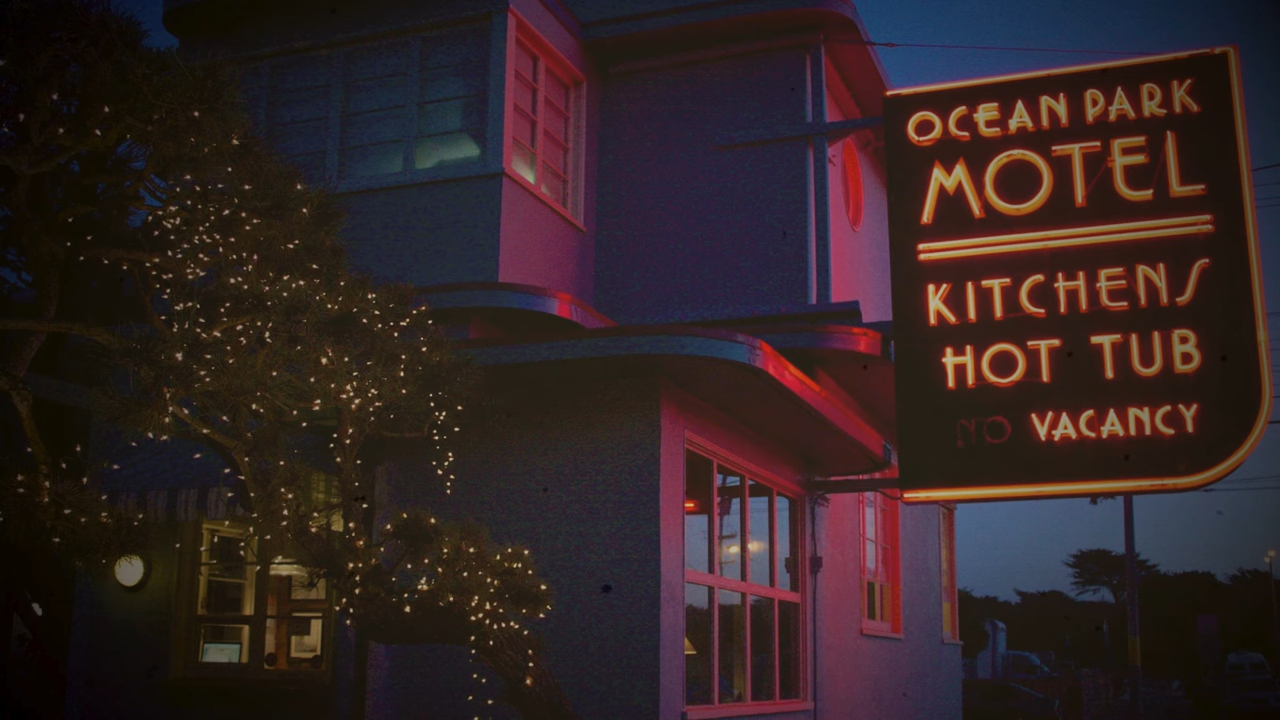 OCEAN PARK
MOTEL
KITCHENS
HOT TUB
NO VACANCY